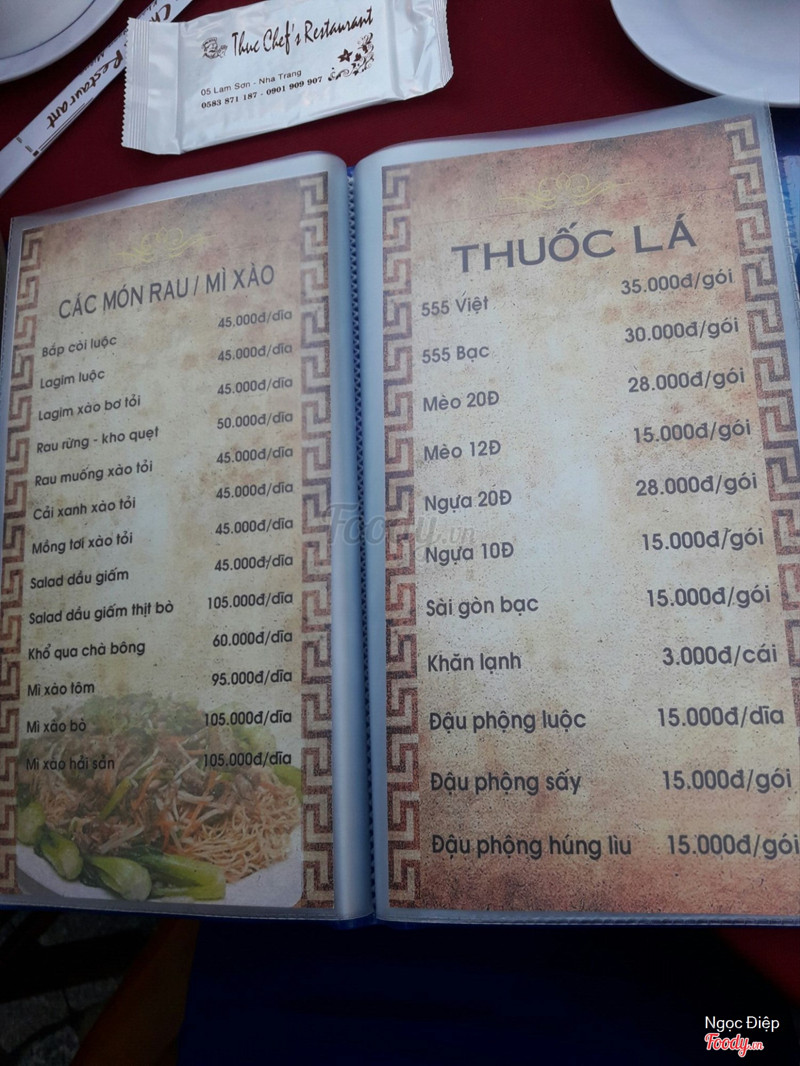 Restaurant
Thuc Chef's Restaurant
05 Lam Sơn - Nha Trang
0583 871 187 - 0901 909 907
CÁC MÓN RAU / MÌ XÀO
Bắp cỏi luộc 45.000đ/dĩa
Lagim luộc 45.000đ/dĩa
Lagim xào bơ tỏi 45.000đ/dĩa
Rau rừng - kho quẹt 50.000đ/dĩa
Rau muống xào tỏi 45.000đ/dĩa
Cải xanh xào tỏi 45.000đ/dĩa
Mồng tơi xào tỏi 45.000đ/dĩa
Salad dầu giấm 45.000đ/dĩa
Salad dầu giấm thịt bò 105.000đ/dĩa
Khổ qua chà bông 60.000đ/dĩa
Mì xào tôm 95.000đ/dĩa
Mì xào bò 105.000đ/dĩa
Mì xào hải sản 105.000đ/dĩa
THUỐC LÁ
555 Việt 35.000đ/gói
555 Bạc 30.000đ/gói
Mèo 20Đ 28.000đ/gói
Mèo 12Đ 15.000đ/gói
Ngựa 20Đ 28.000đ/gói
Ngựa 10Đ 15.000đ/gói
Sài gòn bạc 15.000đ/gói
Khăn lạnh 3.000đ/cái
Đậu phộng luộc 15.000đ/dĩa
Đậu phộng sấy 15.000đ/gói
Đậu phộng húng lìu 15.000đ/gói
Foody.vn
Ngọc Điệp
Foody.vn